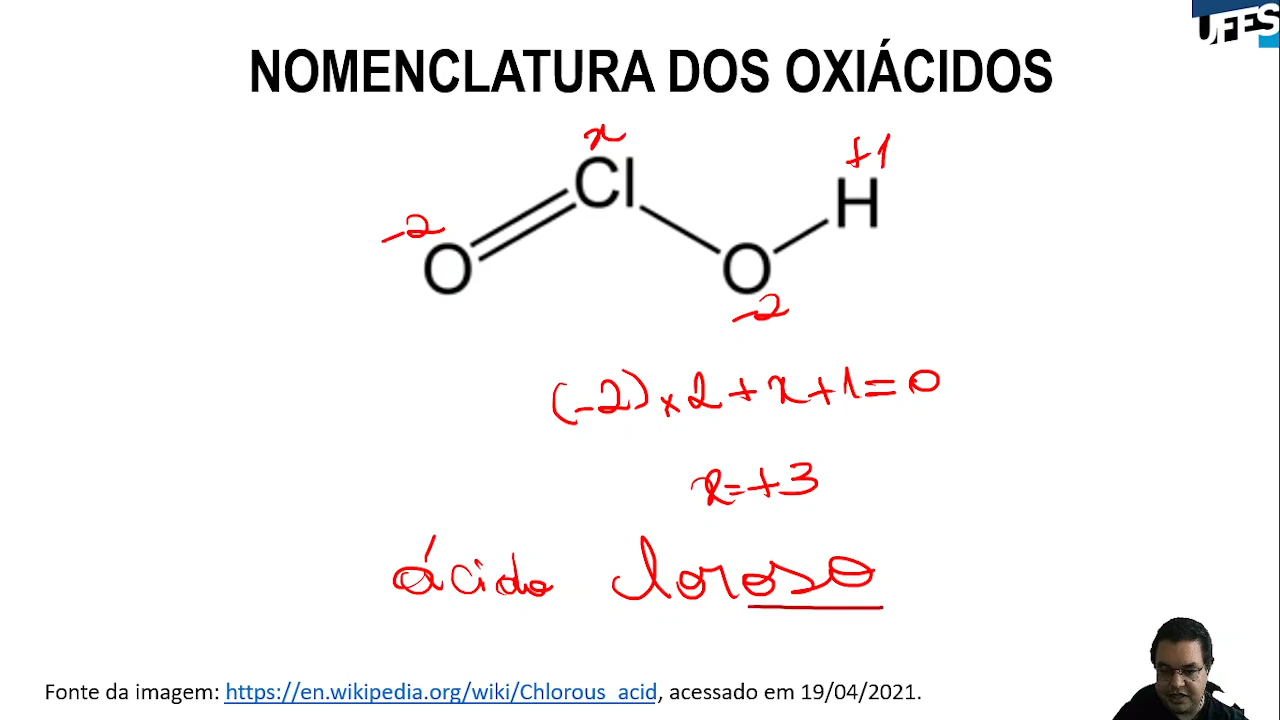 UFES
NOMENCLATURA DOS OXIÁCIDOS
x
+1
Cl
H
-2
O
O
-2
(-2)x2+x+1=0
x=+3
ácido cloroso
Fonte da imagem: https://en.wikipedia.org/wiki/Chlorous_acid, acessado em 19/04/2021.